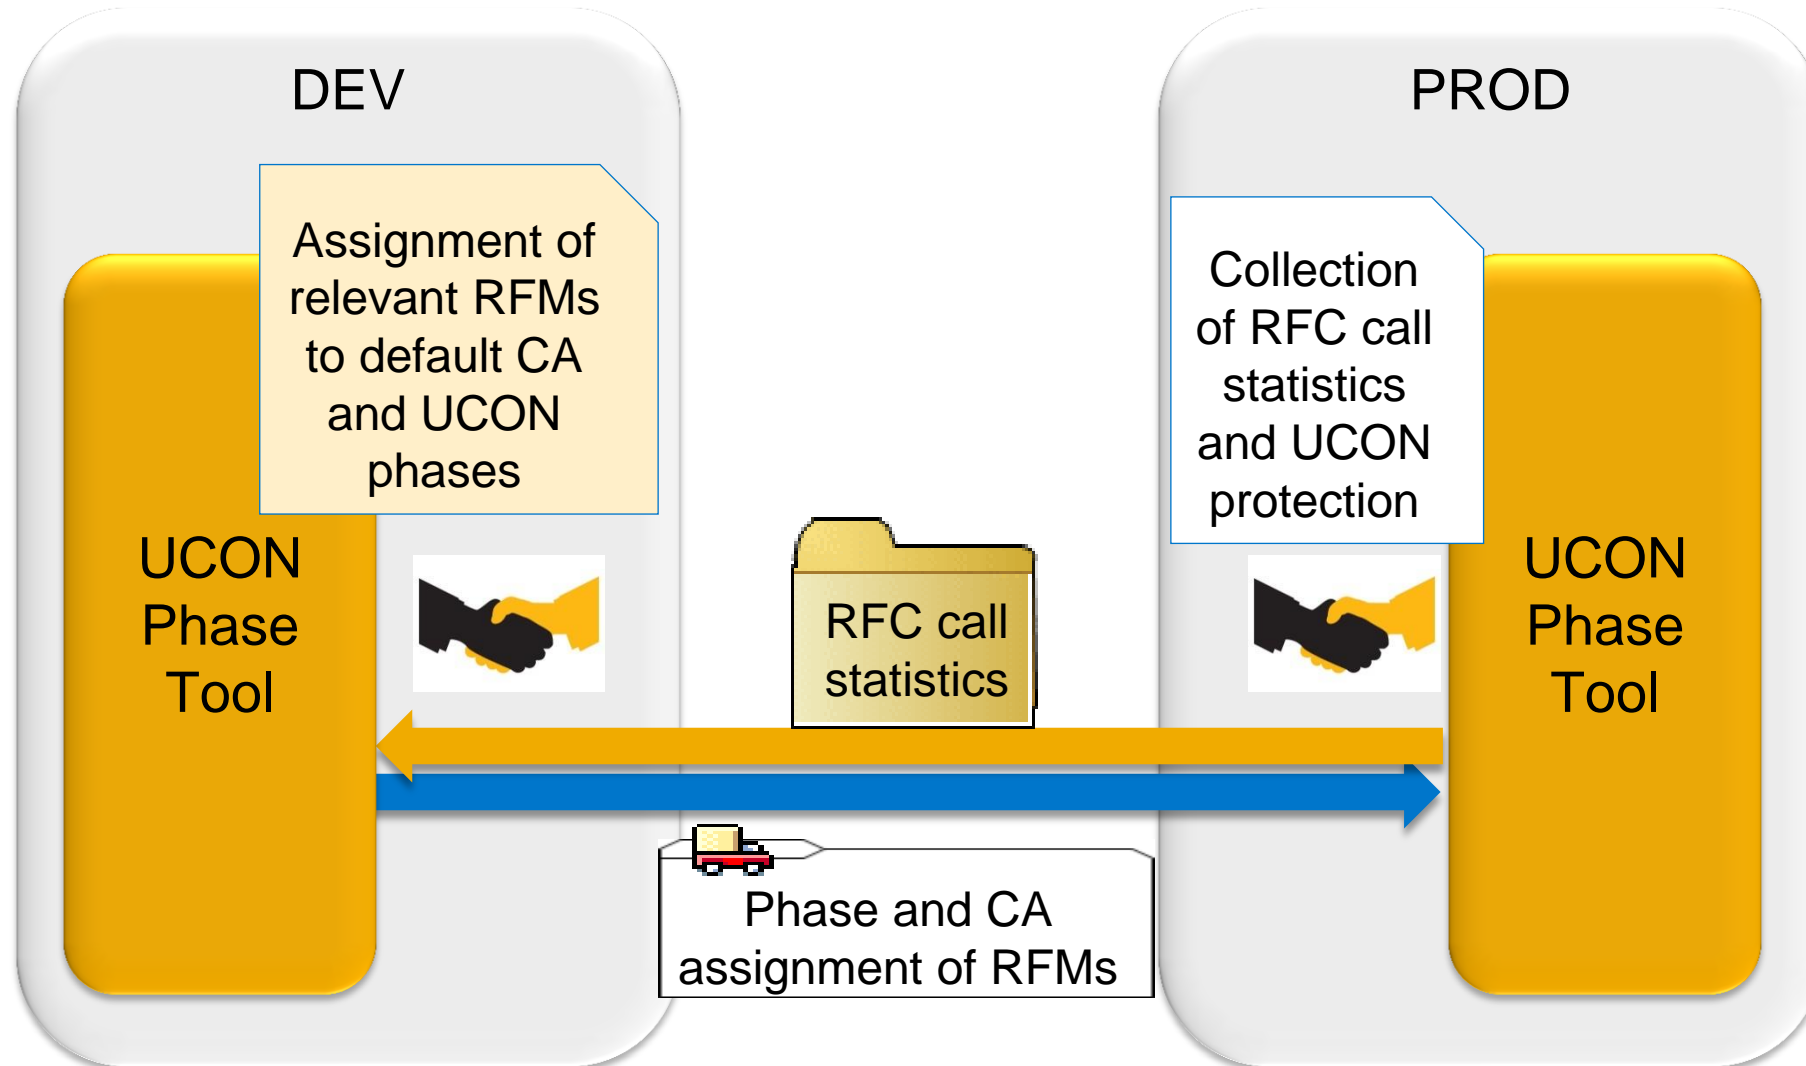 DEV
Assignment of
relevant RFMs
to default CA
and UCON
phases
UCON
Phase
Tool
RFC call
statistics
Phase and CA
assignment of RFMs
PROD
Collection
of RFC call
statistics
and UCON
protection
UCON
Phase
Tool